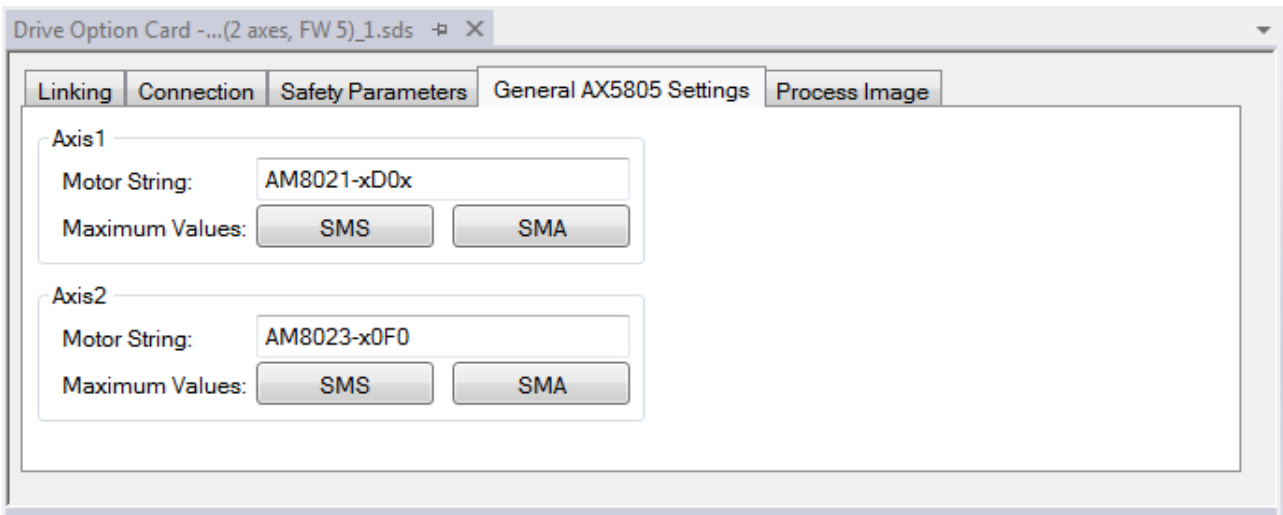 Drive Option Card -...(2 axes, FW 5)_1.sds
Linking Connection Safety Parameters General AX5805 Settings Process Image
Axis1
Motor String: AM8021-xD0x
Maximum Values: SMS SMA
Axis2
Motor String: AM8023-x0F0
Maximum Values: SMS SMA